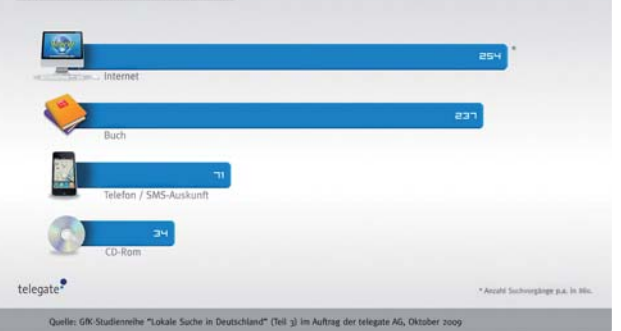 254 *
Internet
237
Buch
71
Telefon / SMS-Auskunft
34
CD-Rom
telegate
* Anzahl Suchvorgänge p.a. in Mio.
Quelle: GfK-Studienreihe "Lokale Suche in Deutschland" (Teil 3) im Auftrag der telegate AG, Oktober 2009